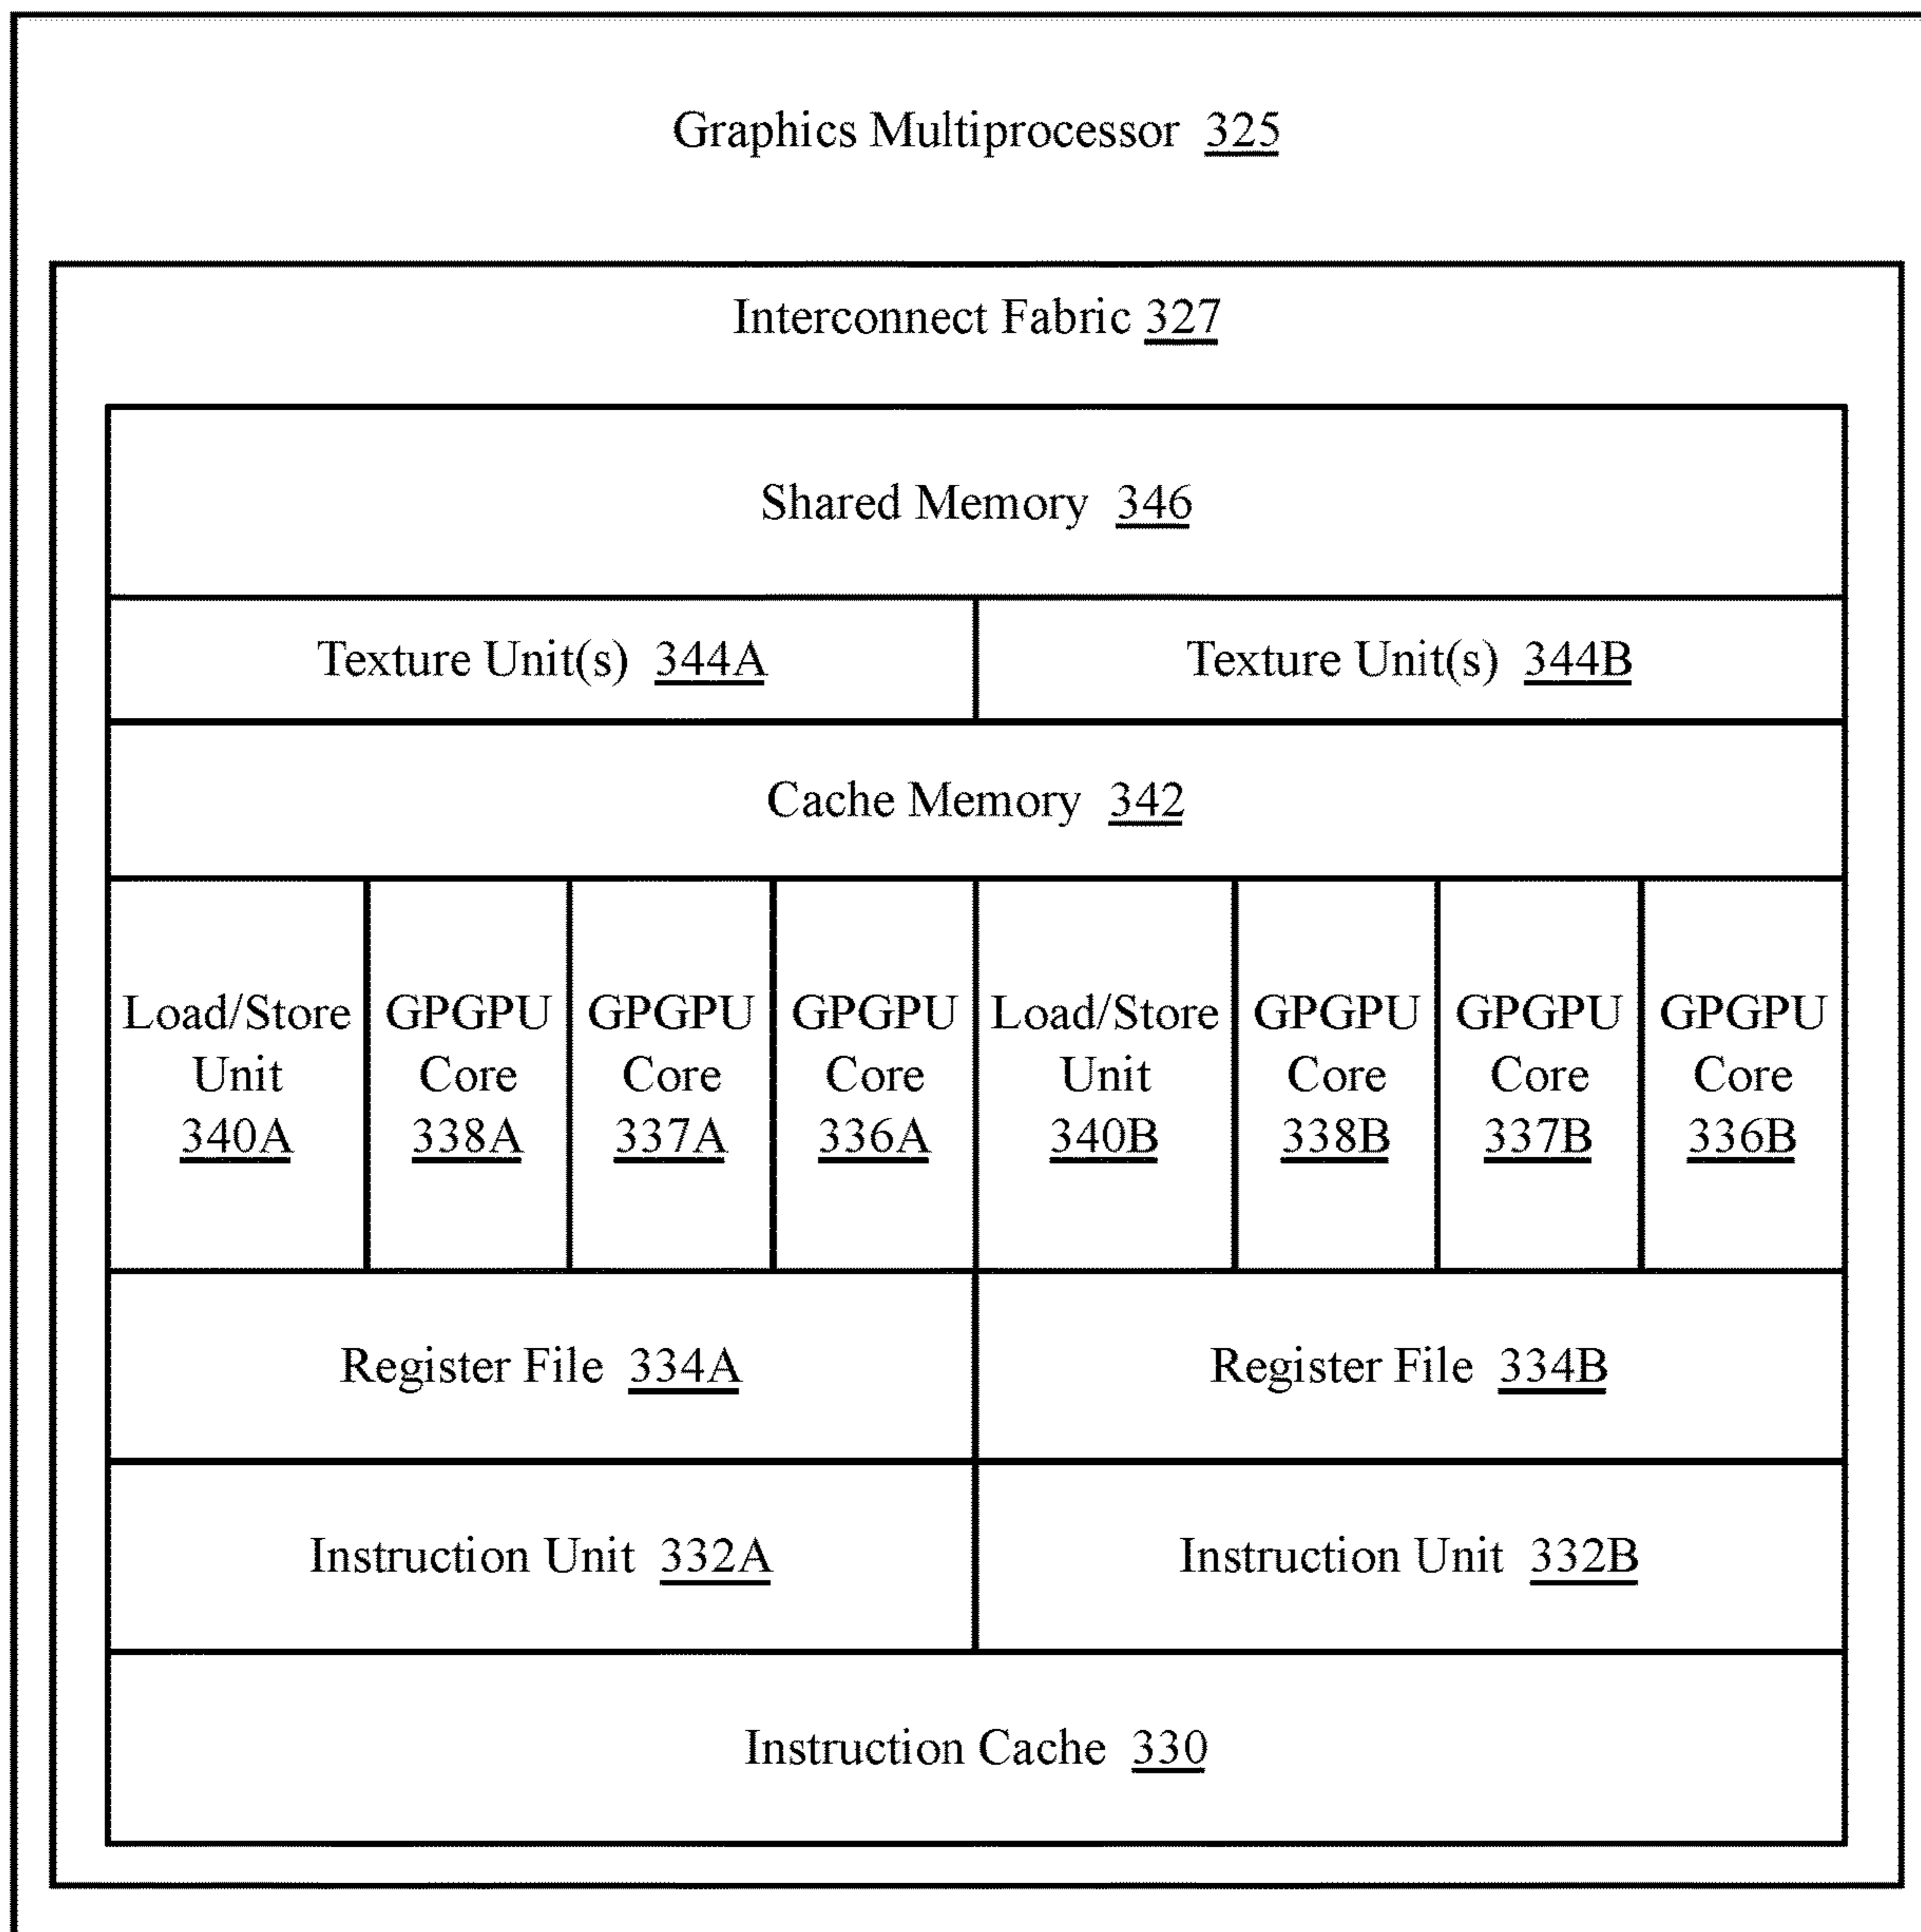 Graphics Multiprocessor 325
Interconnect Fabric 327
Shared Memory 346
Texture Unit(s) 344A
Texture Unit(s) 344B
Cache Memory 342
Load/Store
Unit
340A
GPGPU
Core
338A
GPGPU
Core
337A
GPGPU
Core
336A
Load/Store
Unit
340B
GPGPU
Core
338B
GPGPU
Core
337B
GPGPU
Core
336B
Register File 334A
Register File 334B
Instruction Unit 332A
Instruction Unit 332B
Instruction Cache 330